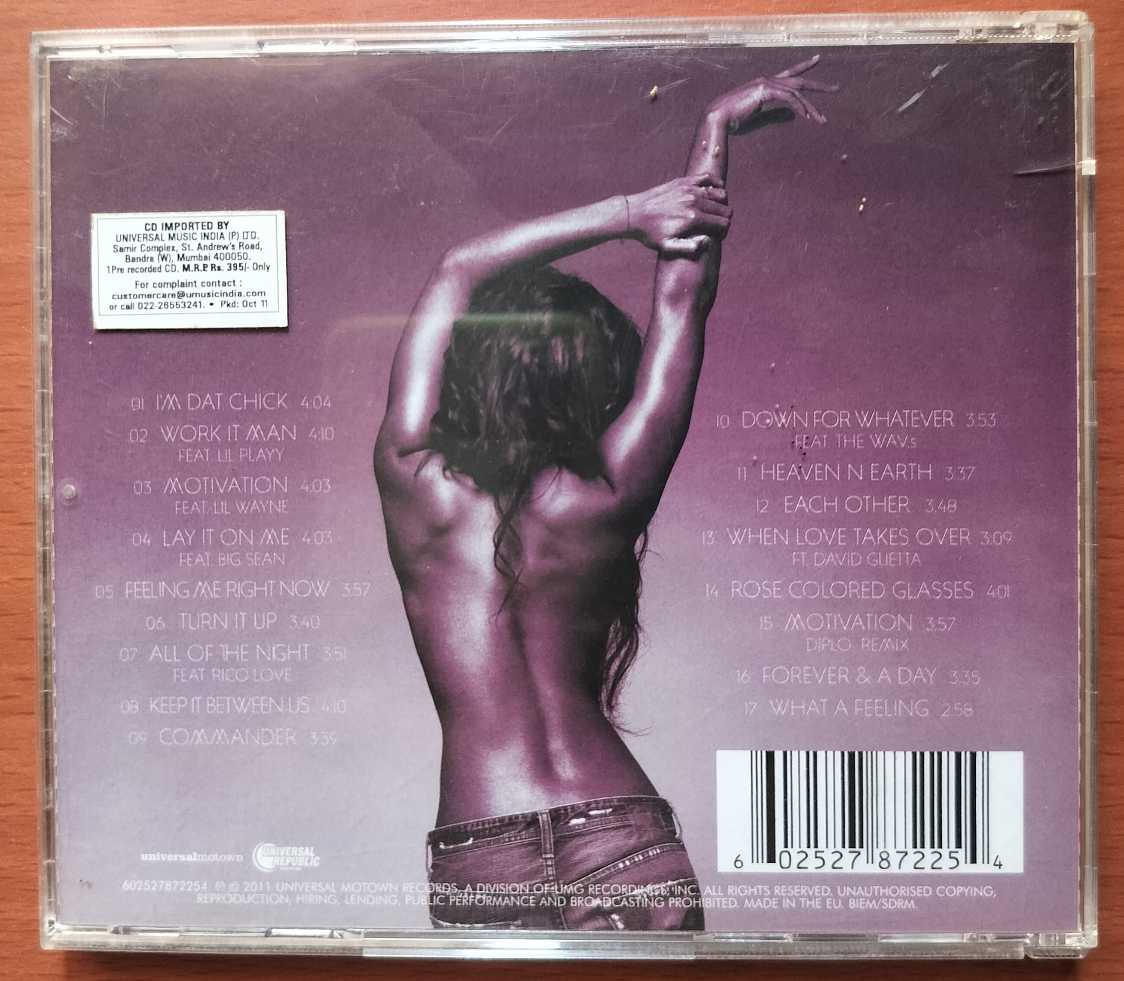 CD IMPORTED BY
UNIVERSAL MUSIC INDIA (P) LTD.
Samir Complex, St. Andrew's Road,
Bandra (W), Mumbai 400050.
1Pre recorded CD. M.R.P. Rs. 395/- Only
For complaint contact :
customercare@umusicindia.com
or call 022-26553241. • Pkd: Oct 11
01 I'M DAT CHICK 4:04
02 WORK IT MAN 4:10
FEAT. LIL PLAYY
03 MOTIVATION 4:03
FEAT. LIL WAYNE
04 LAY IT ON ME 4:03
FEAT. BIG SEAN
05 FEELING ME RIGHT NOW 3:57
06 TURN IT UP 3:40
07 ALL OF THE NIGHT 3:51
FEAT RICO LOVE
08 KEEP IT BETWEEN US 4:10
09 COMMANDER 3:39
10 DOWN FOR WHATEVER 3:53
FEAT THE WAV.s
11 HEAVEN N EARTH 3:37
12 EACH OTHER 3:48
13 WHEN LOVE TAKES OVER 3:09
FT. DAVID GUETTA
14 ROSE COLORED GLASSES 4:01
15 MOTIVATION 3:57
DIPLO REMIX
16 FOREVER & A DAY 3:35
17 WHAT A FEELING 2:58
6 02527 87225 4
universalmotown
UNIVERSAL REPUBLIC
602527872254 ℗ © 2011 UNIVERSAL MOTOWN RECORDS, A DIVISION OF UMG RECORDINGS, INC. ALL RIGHTS RESERVED. UNAUTHORISED COPYING,
REPRODUCTION, HIRING, LENDING, PUBLIC PERFORMANCE AND BROADCASTING PROHIBITED. MADE IN THE EU. BIEM/SDRM.